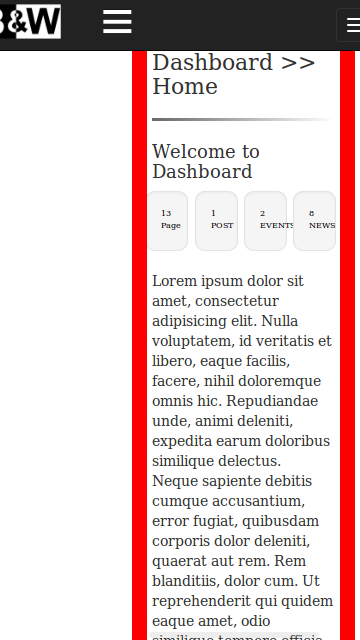 &W
Dashboard >>
Home
Welcome to
Dashboard
13
Page
1
POST
2
EVENTS
8
NEWS
Lorem ipsum dolor sit
amet, consectetur
adipisicing elit. Nulla
voluptatem, id veritatis et
libero, eaque facilis,
facere, nihil doloremque
omnis hic. Repudiandae
unde, animi deleniti,
expedita earum doloribus
similique delectus.
Neque sapiente debitis
cumque accusantium,
error fugiat, quibusdam
corporis dolor deleniti,
quaerat aut rem. Rem
blanditiis, dolor cum. Ut
reprehenderit qui quidem
eaque amet, odio
similique tempore officia